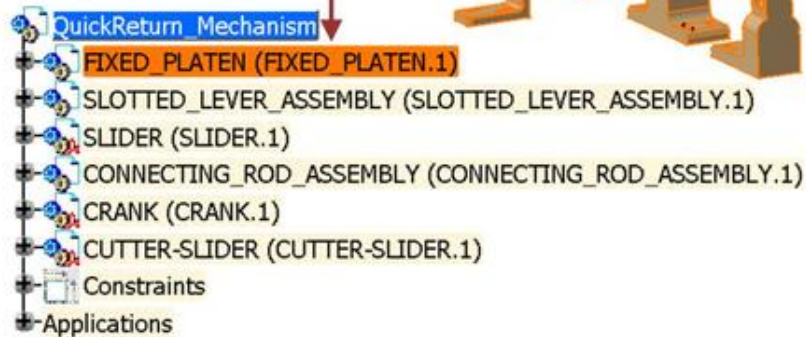 QuickReturn_Mechanism
FIXED_PLATEN (FIXED_PLATEN.1)
SLOTTED_LEVER_ASSEMBLY (SLOTTED_LEVER_ASSEMBLY.1)
SLIDER (SLIDER.1)
CONNECTING_ROD_ASSEMBLY (CONNECTING_ROD_ASSEMBLY.1)
CRANK (CRANK.1)
CUTTER-SLIDER (CUTTER-SLIDER.1)
Constraints
Applications